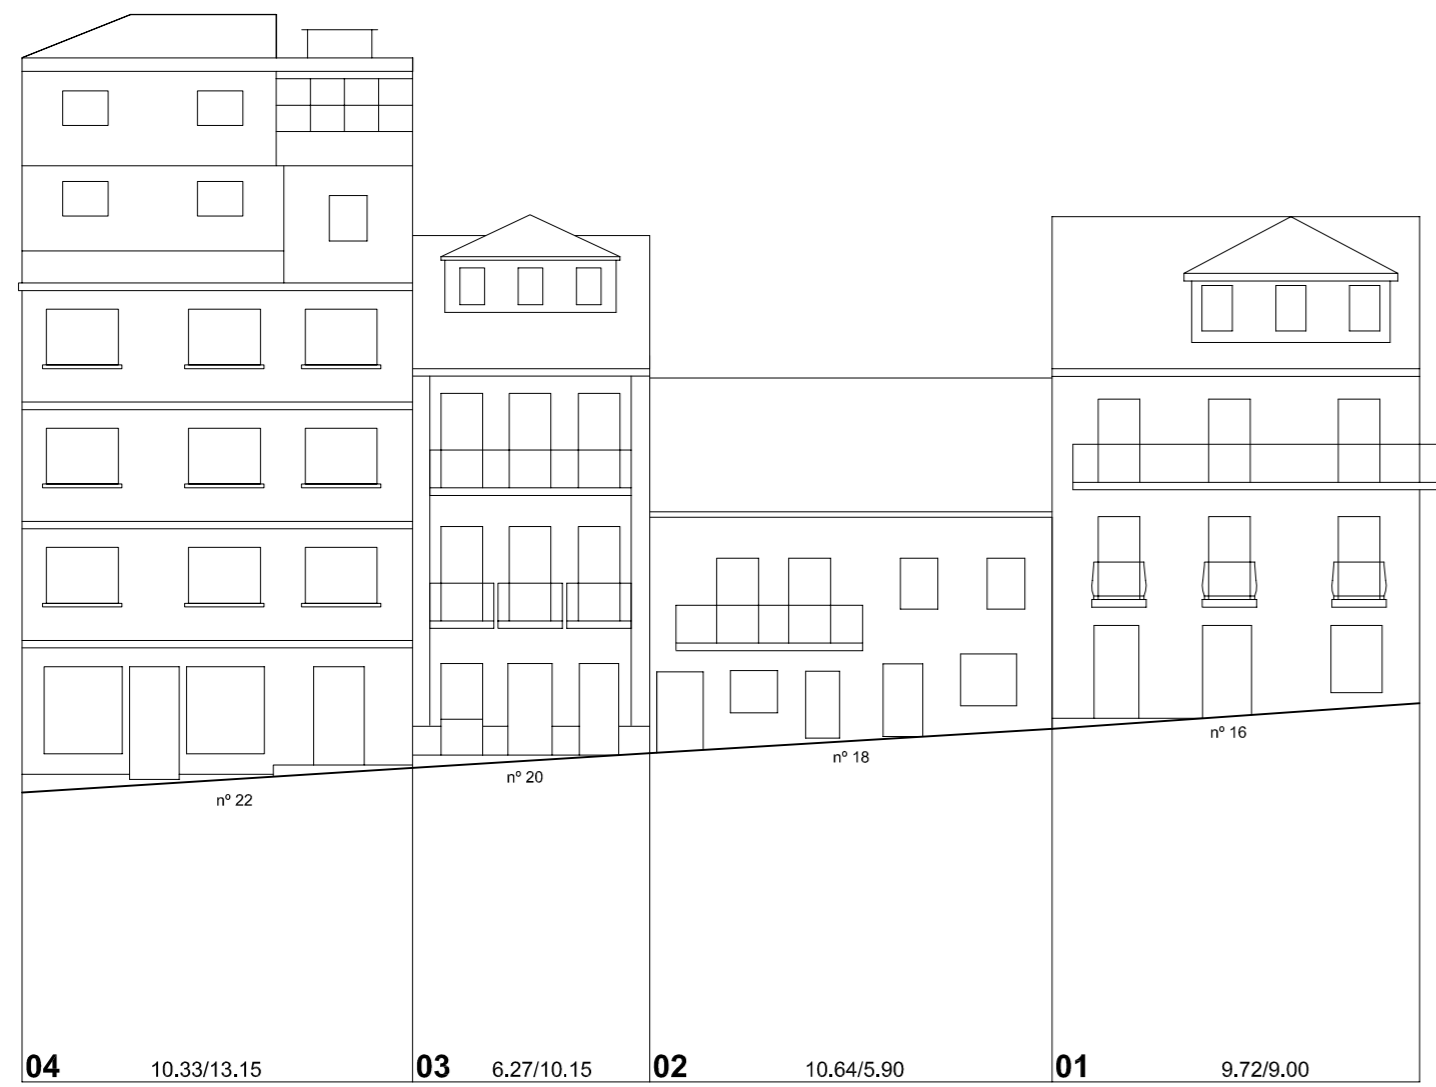 nº 16
nº 18
nº 20
nº 22
04 10.33/13.15 03 6.27/10.15 02 10.64/5.90 01 9.72/9.00